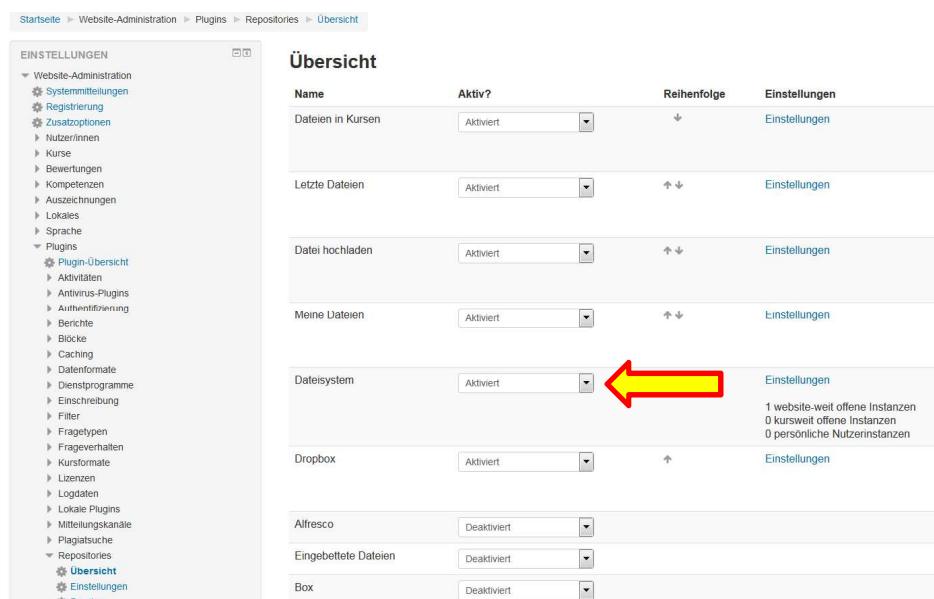 Startseite Website-Administration Plugins Repositories Übersicht
EINSTELLUNGEN
Website-Administration
Systemmitteilungen
Registrierung
Zusatzoptionen
Nutzer/innen
Kurse
Bewertungen
Kompetenzen
Auszeichnungen
Lokales
Sprache
Plugins
Plugin-Übersicht
Aktivitäten
Antivirus-Plugins
Authentifizierung
Berichte
Blöcke
Caching
Datenformate
Dienstprogramme
Einschreibung
Filter
Fragetypen
Frageverhalten
Kursformate
Lizenzen
Logdaten
Lokale Plugins
Mitteilungskanäle
Plagiatsuche
Repositories
Übersicht
Einstellungen
Übersicht
Name Aktiv? Reihenfolge Einstellungen
Dateien in Kursen Aktiviert Einstellungen
Letzte Dateien Aktiviert Einstellungen
Datei hochladen Aktiviert Einstellungen
Meine Dateien Aktiviert Einstellungen
Dateisystem Aktiviert Einstellungen
1 website-weit offene Instanzen
0 kursweit offene Instanzen
0 persönliche Nutzerinstanzen
Dropbox Aktiviert Einstellungen
Alfresco Deaktiviert
Eingebettete Dateien Deaktiviert
Box Deaktiviert